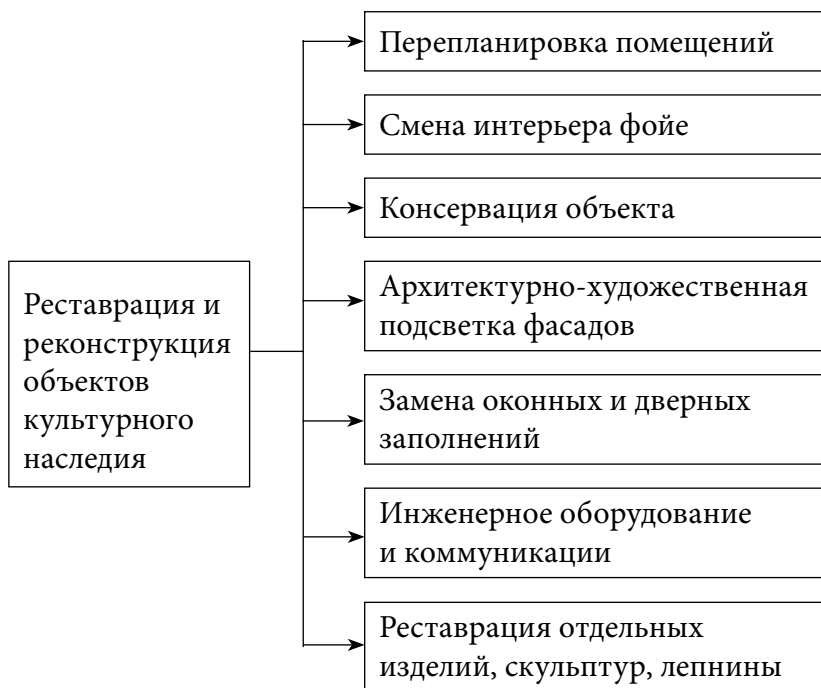 Перепланировка помещений
Смена интерьера фойе
Консервация объекта
Реставрация и
реконструкция
объектов
культурного
наследия
Архитектурно-художественная
подсветка фасадов
Замена оконных и дверных
заполнений
Инженерное оборудование
и коммуникации
Реставрация отдельных
изделий, скульптур, лепнины